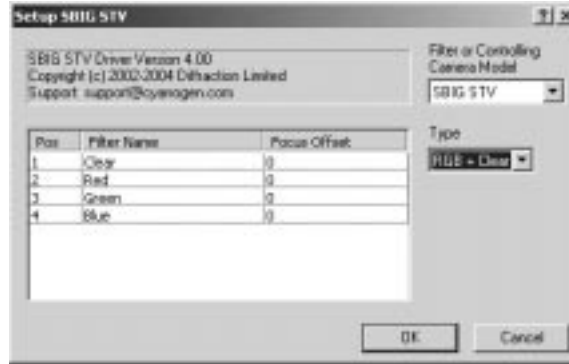 Setup SBIG STV
SBIG STV Driver Version 4.00
Copyright (c) 2002-2004 Diffraction Limited
Support: support@cyanogen.com
Filter or Controlling
Camera Model
SBIG STV
Type
RGB + Clear
Pos Filter Name Focus Offset
1 Clear 0
2 Red 0
3 Green 0
4 Blue 0
OK Cancel